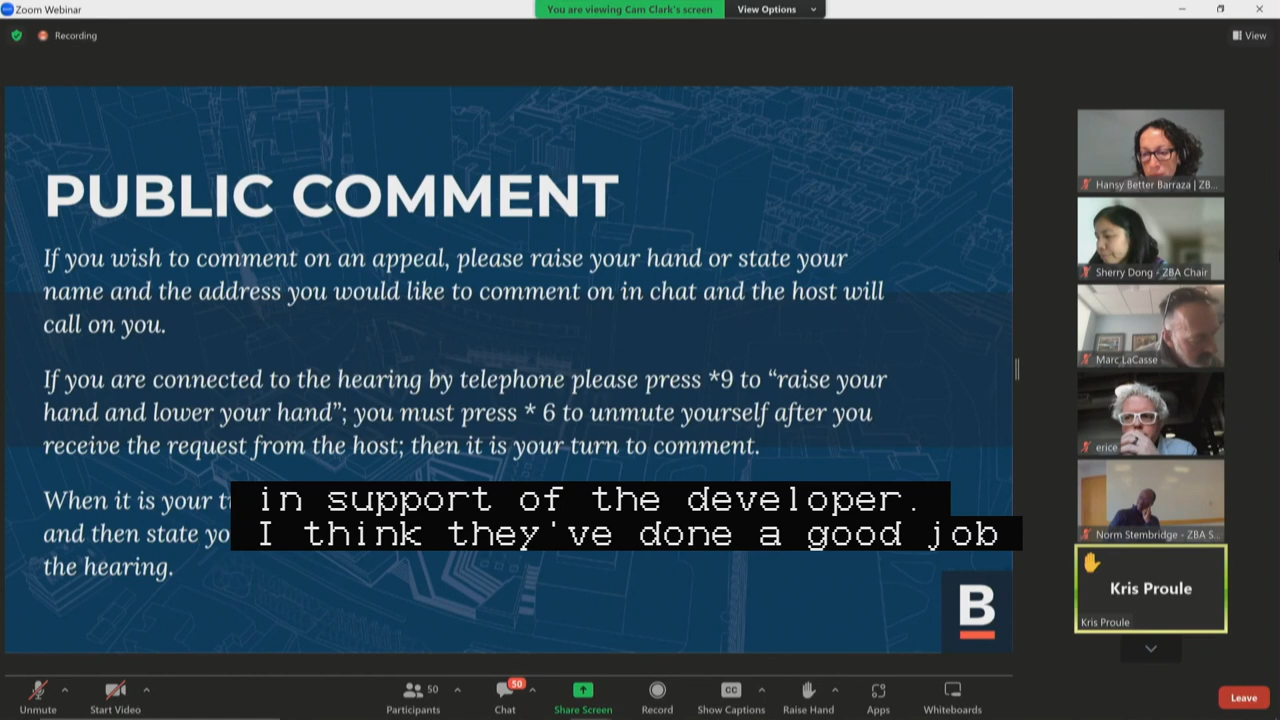 Zoom Webinar
You are viewing Cam Clark's screen
View Options
Recording
View
PUBLIC COMMENT
If you wish to comment on an appeal, please raise your hand or state your
name and the address you would like to comment on in chat and the host will
call on you.
If you are connected to the hearing by telephone please press *9 to “raise your
hand and lower your hand”; you must press * 6 to unmute yourself after you
receive the request from the host; then it is your turn to comment.
When it is your
and then state
the hearing.
in support of the developer.
I think they've done a good job
B
Hansy Better Barraza | ZB...
Sherry Dong - ZBA Chair
Marc LaCasse
erice
Norm Stembridge - ZBA S...
Kris Proule
Kris Proule
Unmute
Start Video
50
Participants
50
Chat
Share Screen
Record
CC
Show Captions
Raise Hand
Apps
Whiteboards
Leave